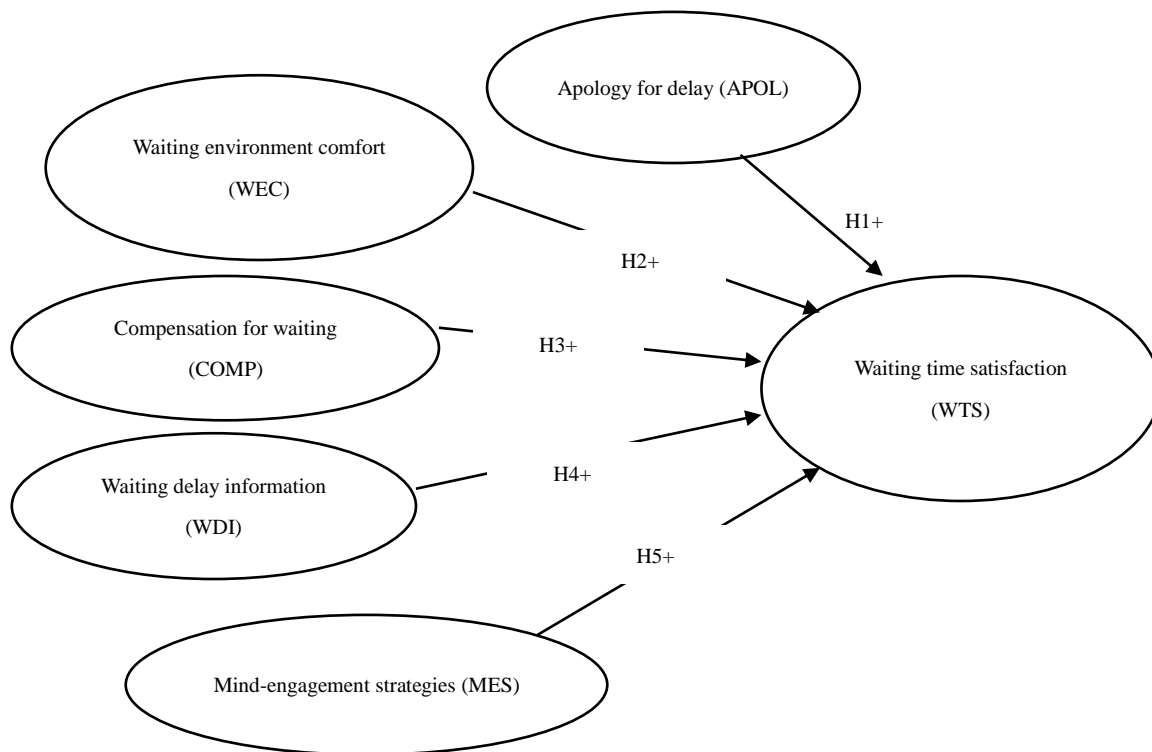 Apology for delay (APOL)
Waiting environment comfort
(WEC)
H1+
H2+
Compensation for waiting
(COMP)
H3+
Waiting time satisfaction
(WTS)
Waiting delay information
(WDI)
H4+
H5+
Mind-engagement strategies (MES)